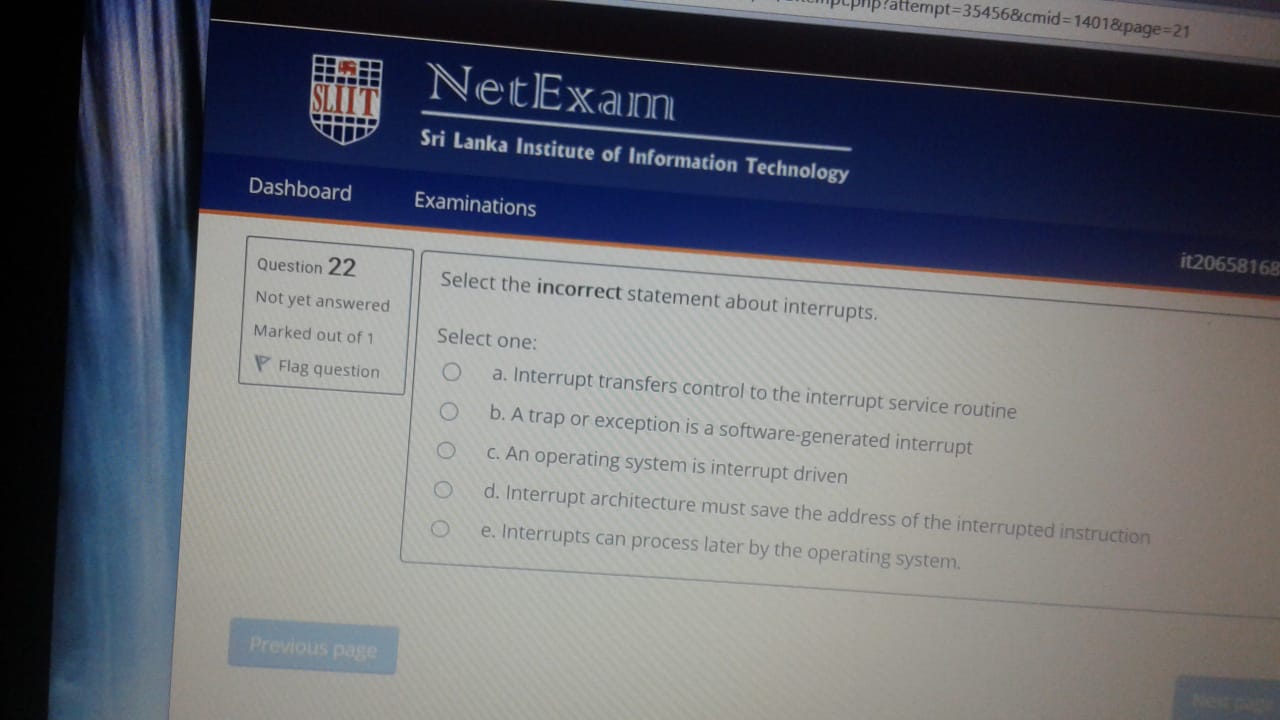 attempt=35456&cmid=1401&page=21
SLIIT
NetExam
Sri Lanka Institute of Information Technology
Dashboard
Examinations
it20658168
Question 22
Not yet answered
Marked out of 1
Flag question
Select the incorrect statement about interrupts.
Select one:
a. Interrupt transfers control to the interrupt service routine
b. A trap or exception is a software-generated interrupt
c. An operating system is interrupt driven
d. Interrupt architecture must save the address of the interrupted instruction
e. Interrupts can process later by the operating system.
Previous page
Next page